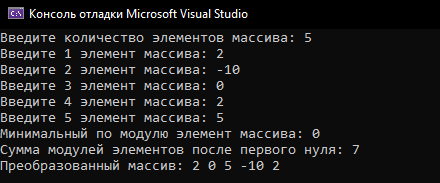 Консоль отладки Microsoft Visual Studio
Введите количество элементов массива: 5
Введите 1 элемент массива: 2
Введите 2 элемент массива: -10
Введите 3 элемент массива: 0
Введите 4 элемент массива: 2
Введите 5 элемент массива: 5
Минимальный по модулю элемент массива: 0
Сумма модулей элементов после первого нуля: 7
Преобразованный массив: 2 0 5 -10 2